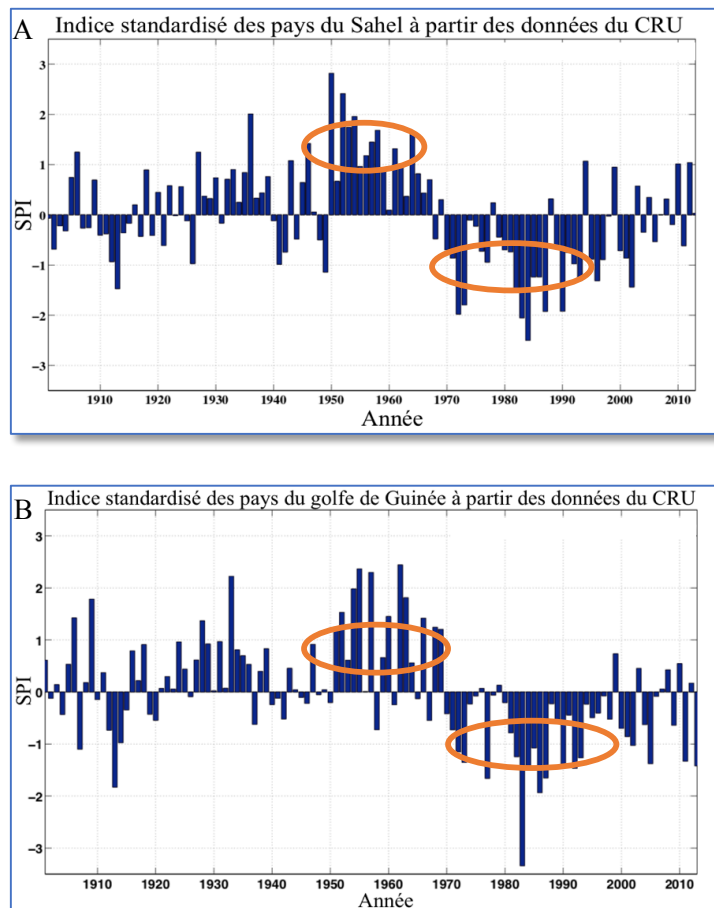 A
Indice standardisé des pays du Sahel à partir des données du CRU
3
2
1
0
−1
−2
−3
SPI
1910 1920 1930 1940 1950 1960 1970 1980 1990 2000 2010
Année
B
Indice standardisé des pays du golfe de Guinée à partir des données du CRU
3
2
1
0
−1
−2
−3
SPI
1910 1920 1930 1940 1950 1960 1970 1980 1990 2000 2010
Année